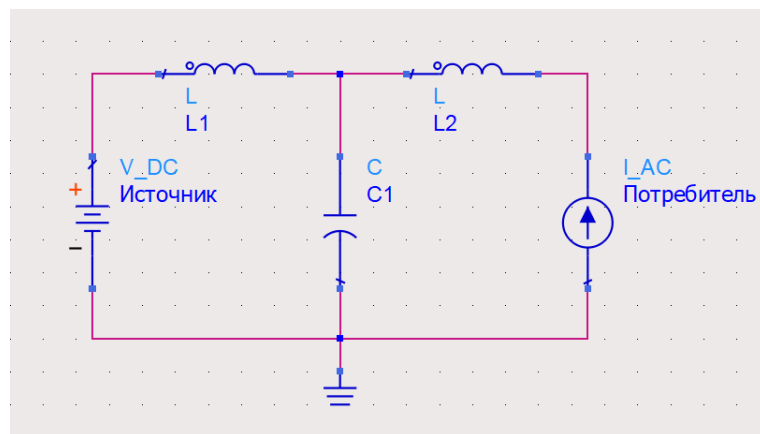 L
L1
L
L2
V_DC
Источник
C
C1
I_AC
Потребитель
+
−